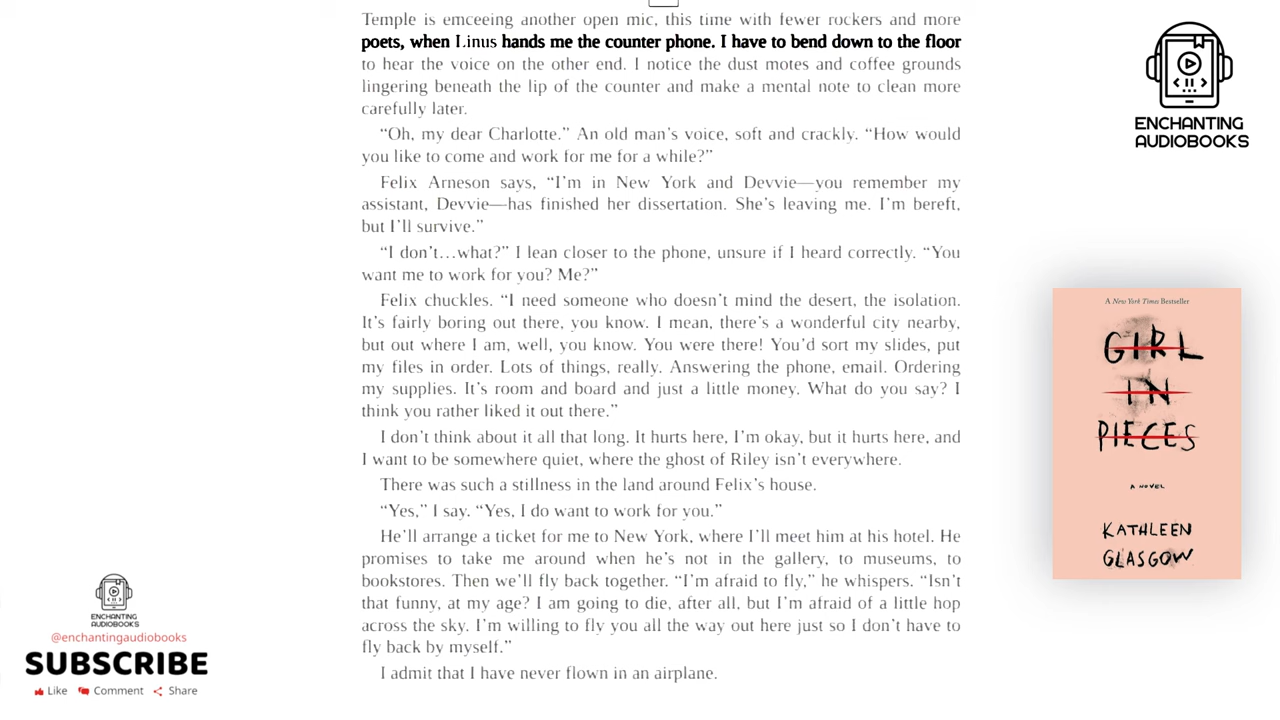 Temple is emceeing another open mic, this time with fewer rockers and more
poets, when Linus hands me the counter phone. I have to bend down to the floor
to hear the voice on the other end. I notice the dust motes and coffee grounds
lingering beneath the lip of the counter and make a mental note to clean more
carefully later.
“Oh, my dear Charlotte.” An old man’s voice, soft and crackly. “How would
you like to come and work for me for a while?”
Felix Arneson says, “I’m in New York and Devvie—you remember my
assistant, Devvie—has finished her dissertation. She’s leaving me. I’m bereft,
but I’ll survive.”
“I don’t…what?” I lean closer to the phone, unsure if I heard correctly. “You
want me to work for you? Me?”
Felix chuckles. “I need someone who doesn’t mind the desert, the isolation.
It’s fairly boring out there, you know. I mean, there’s a wonderful city nearby,
but out where I am, well, you know. You were there! You’d sort my slides, put
my files in order. Lots of things, really. Answering the phone, email. Ordering
my supplies. It’s room and board and just a little money. What do you say? I
think you rather liked it out there.”
I don’t think about it all that long. It hurts here, I’m okay, but it hurts here, and
I want to be somewhere quiet, where the ghost of Riley isn’t everywhere.
There was such a stillness in the land around Felix’s house.
“Yes,” I say. “Yes, I do want to work for you.”
He’ll arrange a ticket for me to New York, where I’ll meet him at his hotel. He
promises to take me around when he’s not in the gallery, to museums, to
bookstores. Then we’ll fly back together. “I’m afraid to fly,” he whispers. “Isn’t
that funny, at my age? I am going to die, after all, but I’m afraid of a little hop
across the sky. I’m willing to fly you all the way out here just so I don’t have to
fly back by myself.”
I admit that I have never flown in an airplane.
ENCHANTING
AUDIOBOOKS
A New York Times Bestseller
GIRL
IN
PIECES
A NOVEL
KATHLEEN
GLASGOW
ENCHANTING
AUDIOBOOKS
@enchantingaudiobooks
SUBSCRIBE
Like Comment Share